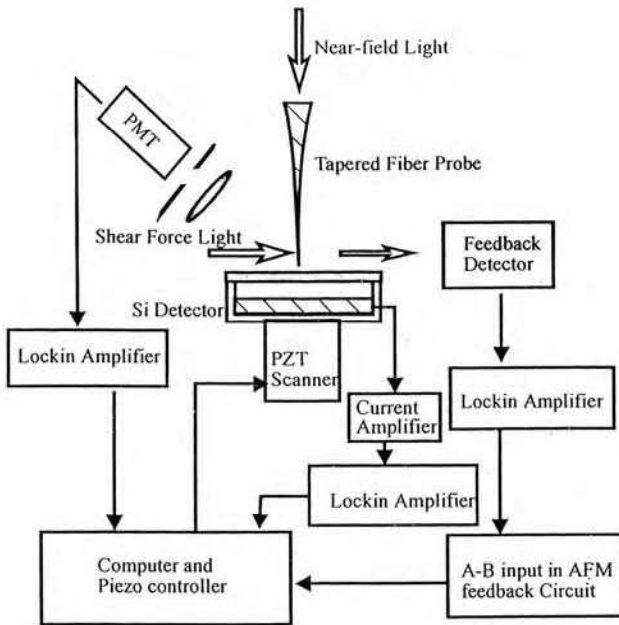 Near-field Light
PMT
Tapered Fiber Probe
Shear Force Light
Feedback
Detector
Si Detector
Lockin Amplifier
PZT
Scanner
Current
Amplifier
Lockin Amplifier
Lockin Amplifier
Computer and
Piezo controller
A-B input in AFM
feedback Circuit